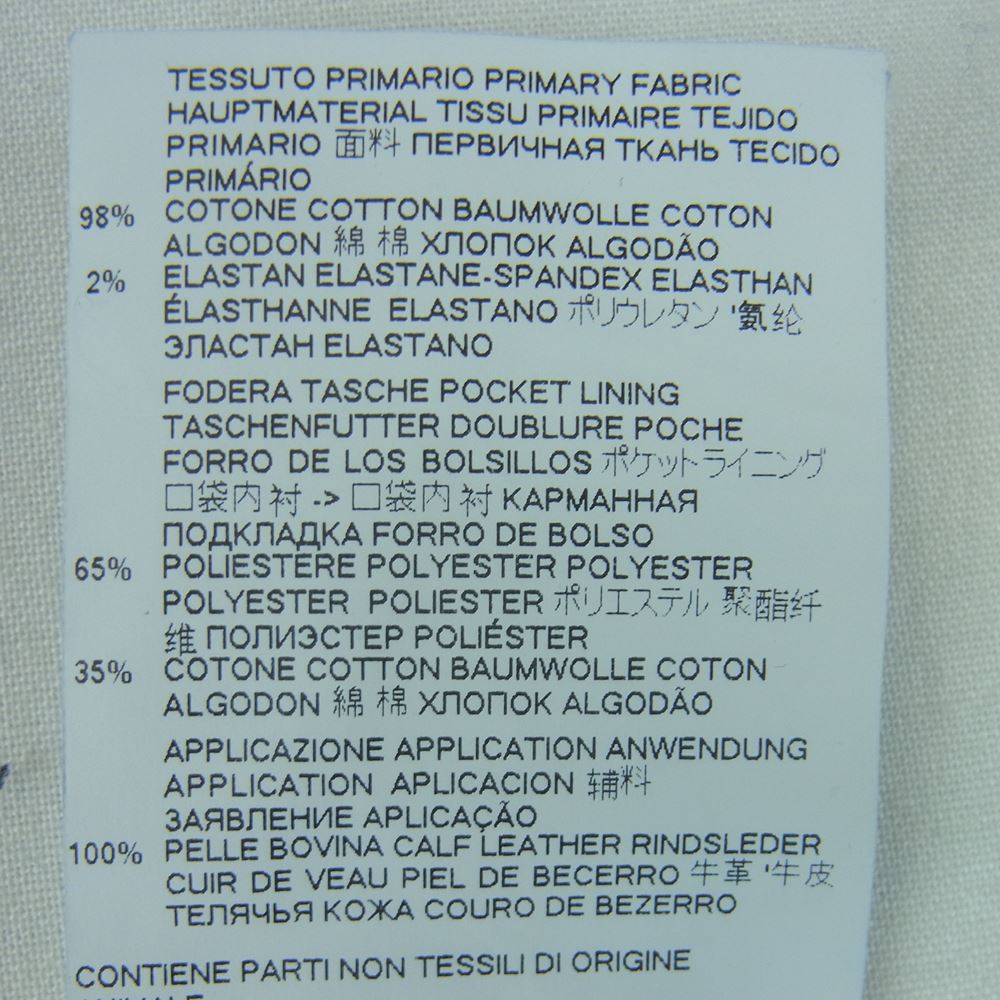 TESSUTO PRIMARIO PRIMARY FABRIC
HAUPTMATERIAL TISSU PRIMAIRE TEJIDO
PRIMARIO 面料 ПЕРВИЧНАЯ ТКАНЬ TECIDO
PRIMÁRIO
98% COTONE COTTON BAUMWOLLE COTON
ALGODON 綿 棉 ХЛОПОК ALGODÃO
2% ELASTAN ELASTANE-SPANDEX ELASTHAN
ÉLASTHANNE ELASTANO ポリウレタン '氨纶
ЭЛАСТАН ELASTANO
FODERA TASCHE POCKET LINING
TASCHENFUTTER DOUBLURE POCHE
FORRO DE LOS BOLSILLOS ポケットライニング
口袋内衬 -> 口袋内衬 КАРМАННАЯ
ПОДКЛАДКА FORRO DE BOLSO
65% POLIESTERE POLYESTER POLYESTER
POLYESTER POLIESTER ポリエステル 聚酯纤
维 ПОЛИЭСТЕР POLIÉSTER
35% COTONE COTTON BAUMWOLLE COTON
ALGODON 綿 棉 ХЛОПОК ALGODÃO
APPLICAZIONE APPLICATION ANWENDUNG
APPLICATION APLICACION 辅料
ЗАЯВЛЕНИЕ APLICAÇÃO
100% PELLE BOVINA CALF LEATHER RINDSLEDER
CUIR DE VEAU PIEL DE BECERRO 牛革 '牛皮
ТЕЛЯЧЬЯ КОЖА COURO DE BEZERRO
CONTIENE PARTI NON TESSILI DI ORIGINE